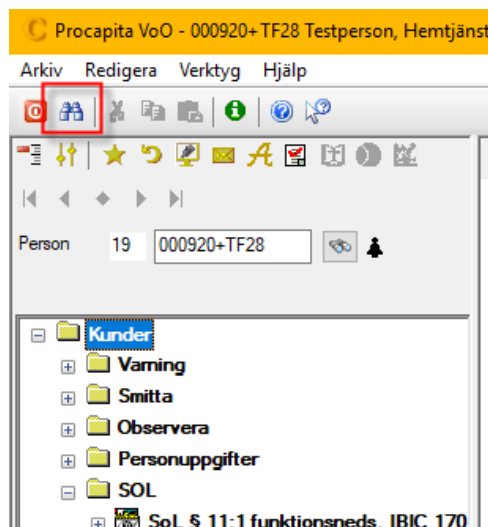 Procapita VoO - 000920+TF28 Testperson, Hemtjänst
Arkiv Redigera Verktyg Hjälp
Person 19 000920+TF28
Kunder
Varning
Smitta
Observera
Personuppgifter
SOL
SoL § 11:1 funktionsneds. IBIC 170